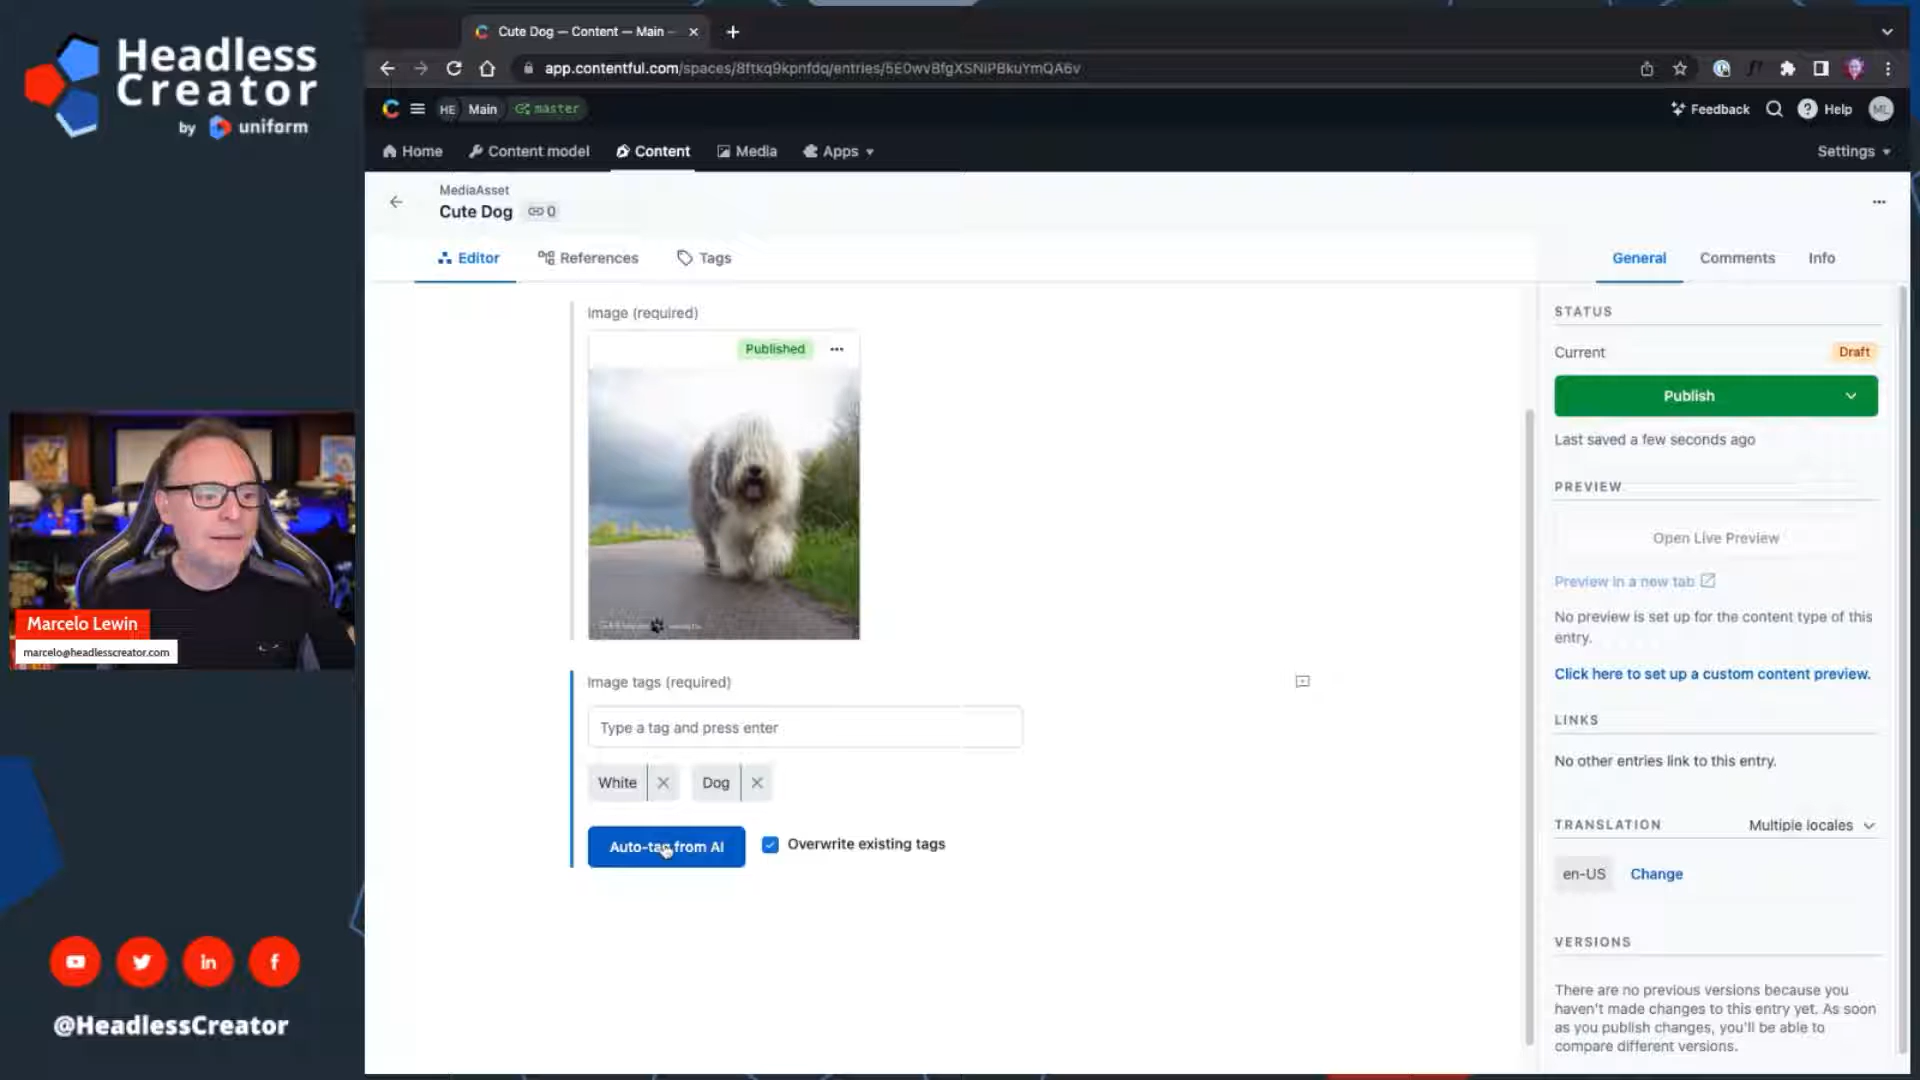 Headless
Creator
by uniform
Marcelo Lewin
marcelo@headlesscreator.com
@HeadlessCreator
Cute Dog — Content — Main –
app.contentful.com/spaces/8ftkq9kpnfdq/entries/5E0wvBfgXSNiPBkuYmQA6v
HE Main master
Feedback
Help
ML
Home
Content model
Content
Media
Apps
Settings
MediaAsset
Cute Dog 0
Editor
References
Tags
General
Comments
Info
Image (required)
Published
Image tags (required)
Type a tag and press enter
White
Dog
Auto-tag from AI
Overwrite existing tags
STATUS
Current
Draft
Publish
Last saved a few seconds ago
PREVIEW
Open Live Preview
Preview in a new tab
No preview is set up for the content type of this
entry.
Click here to set up a custom content preview.
LINKS
No other entries link to this entry.
TRANSLATION
Multiple locales
en-US
Change
VERSIONS
There are no previous versions because you
haven't made changes to this entry yet. As soon
as you publish changes, you'll be able to
compare different versions.